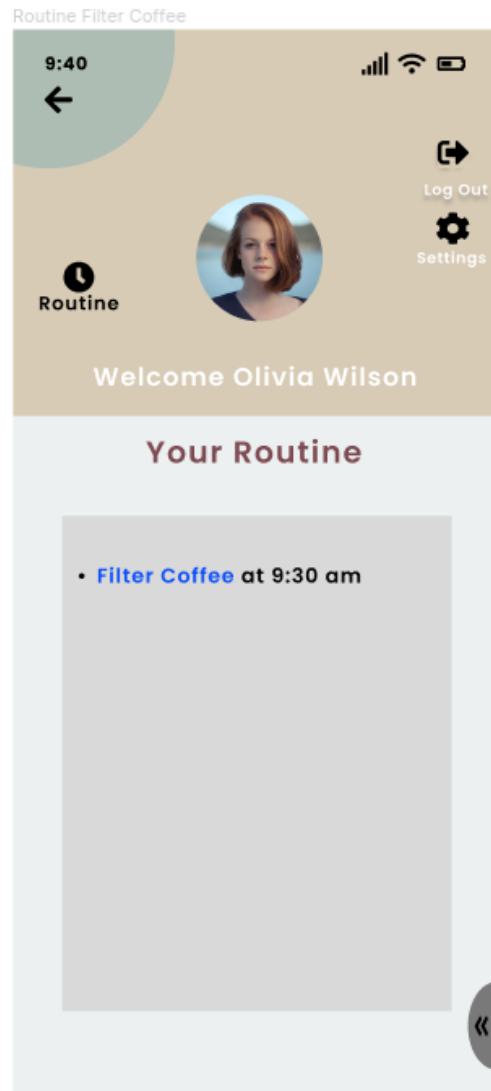 Routine Filter Coffee
9:40
Log Out
Settings
Routine
Welcome Olivia Wilson
Your Routine
• Filter Coffee at 9:30 am
«